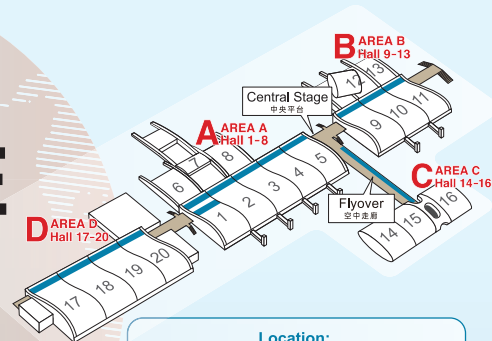 B AREA B
Hall 9-13
12 13
Central Stage
中央平台
9 10 11
A AREA A
Hall 1-8
7 8
6
1 2 3 4 5
C AREA C
Hall 14-16
Flyover
空中走廊
14 15 16
D AREA D
Hall 17-20
17 18 19 20
Location: